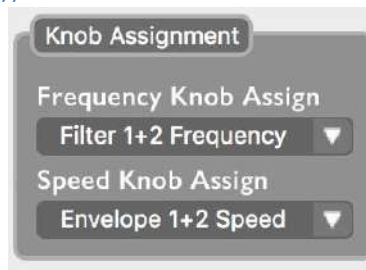 Knob Assignment
Frequency Knob Assign
Filter 1+2 Frequency
Speed Knob Assign
Envelope 1+2 Speed